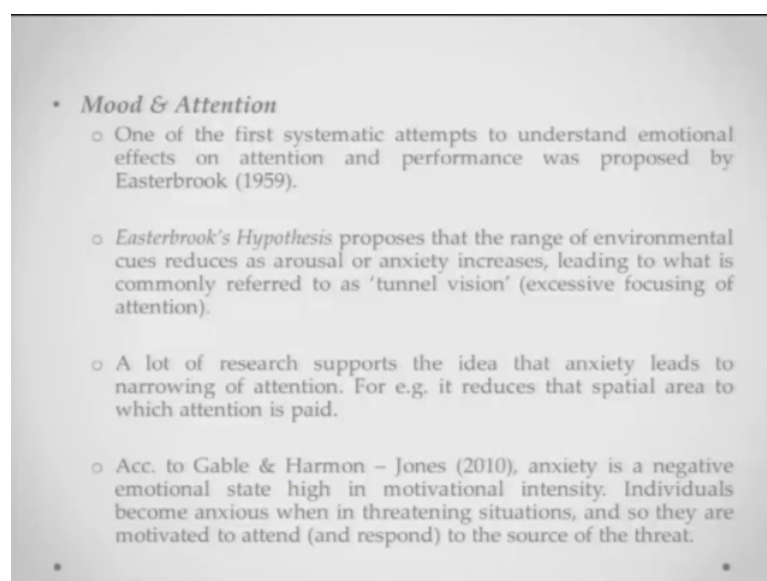 • Mood & Attention
o One of the first systematic attempts to understand emotional
effects on attention and performance was proposed by
Easterbrook (1959).
o Easterbrook's Hypothesis proposes that the range of environmental
cues reduces as arousal or anxiety increases, leading to what is
commonly referred to as 'tunnel vision' (excessive focusing of
attention).
o A lot of research supports the idea that anxiety leads to
narrowing of attention. For e.g. it reduces that spatial area to
which attention is paid.
o Acc. to Gable & Harmon – Jones (2010), anxiety is a negative
emotional state high in motivational intensity. Individuals
become anxious when in threatening situations, and so they are
motivated to attend (and respond) to the source of the threat.